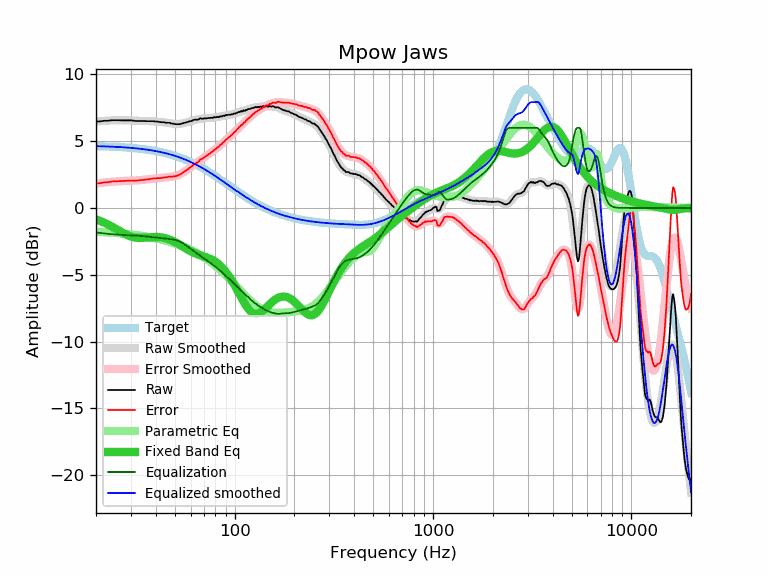 Mpow Jaws
10
5
0
−5
−10
−15
−20
Amplitude (dBr)
Target
Raw Smoothed
Error Smoothed
Raw
Error
Parametric Eq
Fixed Band Eq
Equalization
Equalized smoothed
100
1000
10000
Frequency (Hz)